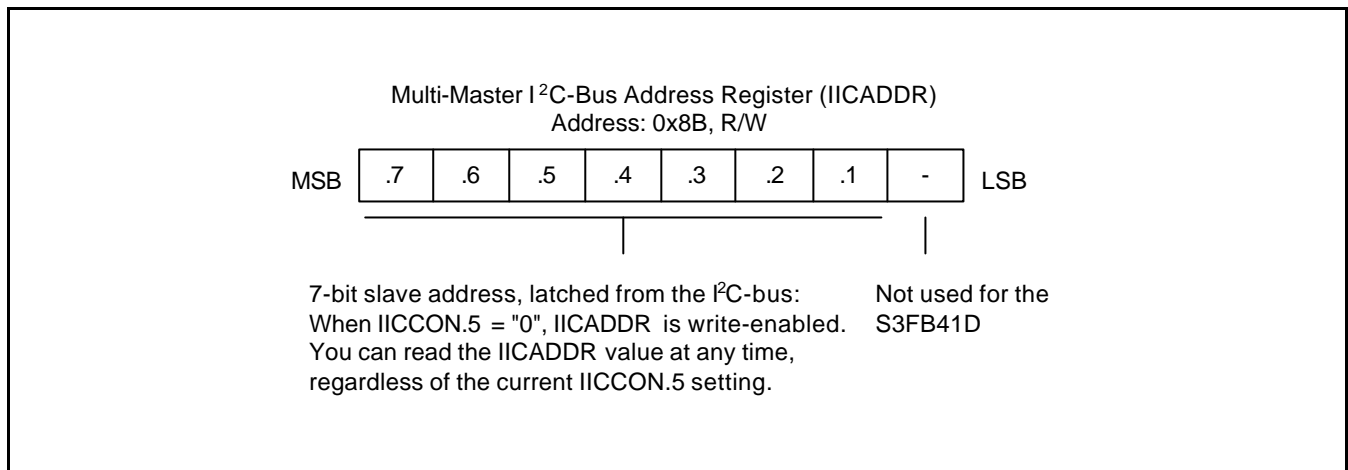 Multi-Master I²C-Bus Address Register (IICADDR)
Address: 0x8B, R/W
MSB .7 .6 .5 .4 .3 .2 .1 - LSB
7-bit slave address, latched from the I²C-bus:
When IICCON.5 = "0", IICADDR is write-enabled.
You can read the IICADDR value at any time,
regardless of the current IICCON.5 setting.
Not used for the
S3FB41D